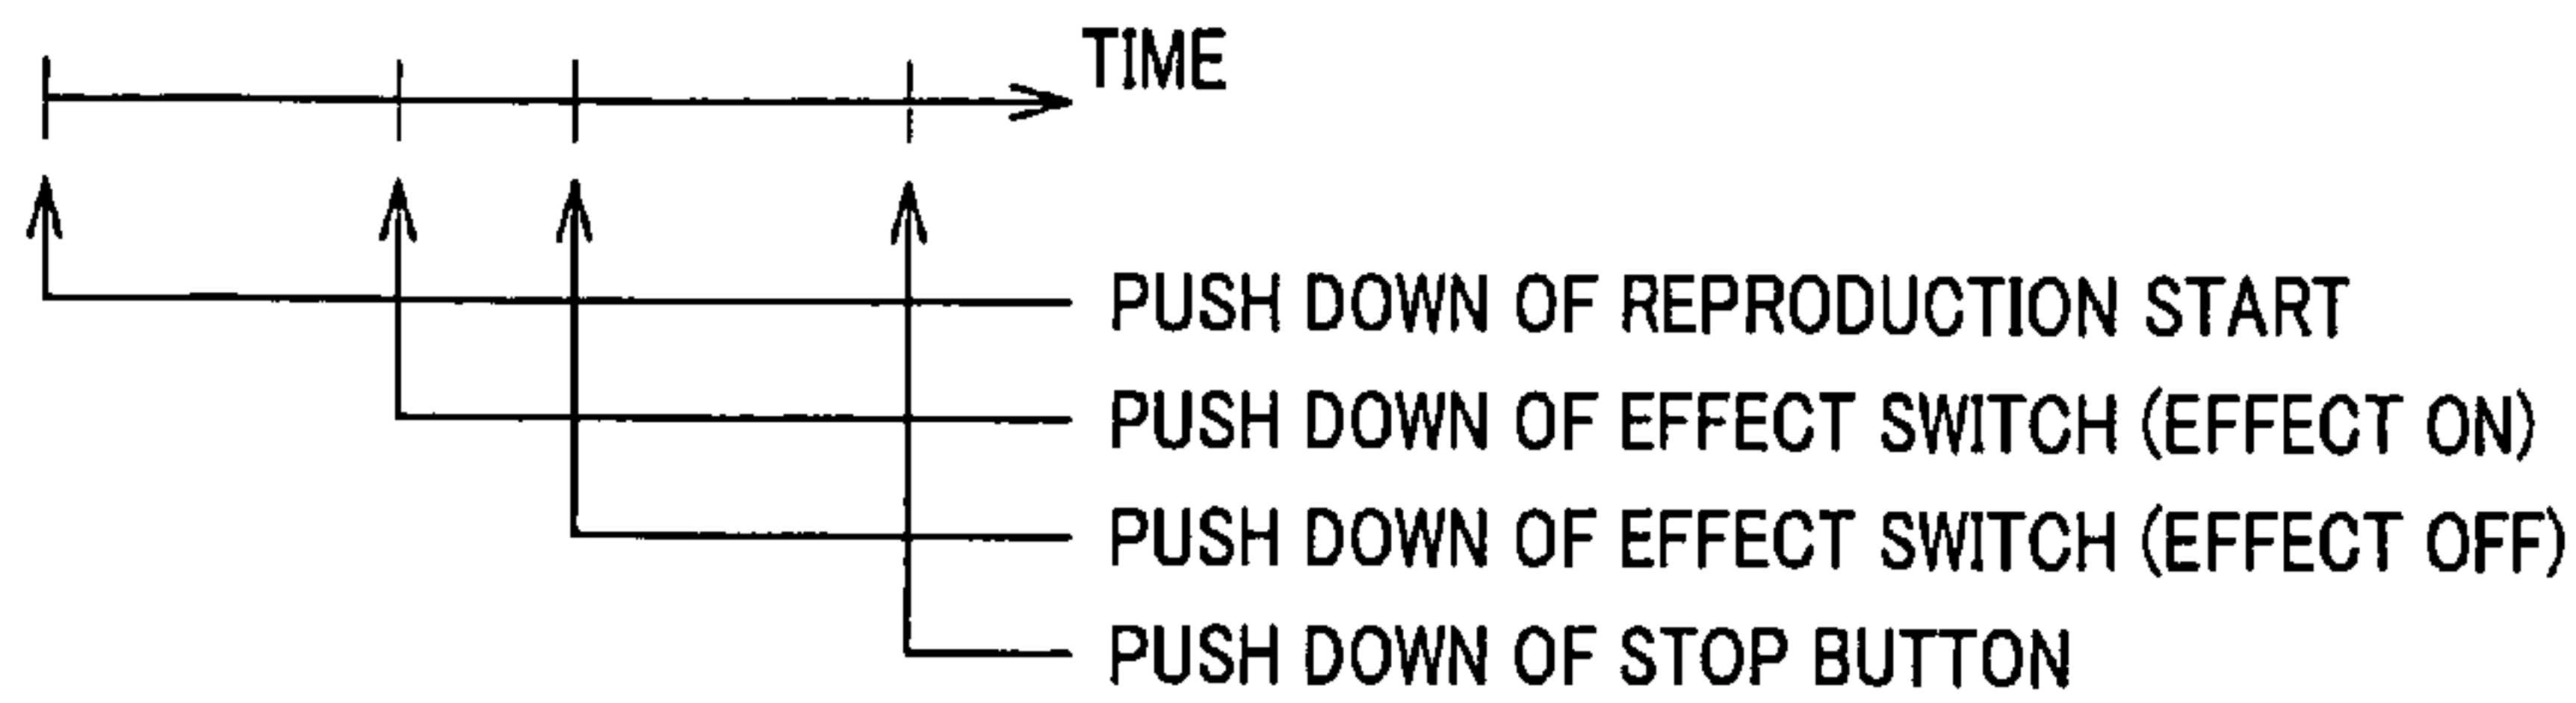 TIME
PUSH DOWN OF REPRODUCTION START
PUSH DOWN OF EFFECT SWITCH (EFFECT ON)
PUSH DOWN OF EFFECT SWITCH (EFFECT OFF)
PUSH DOWN OF STOP BUTTON